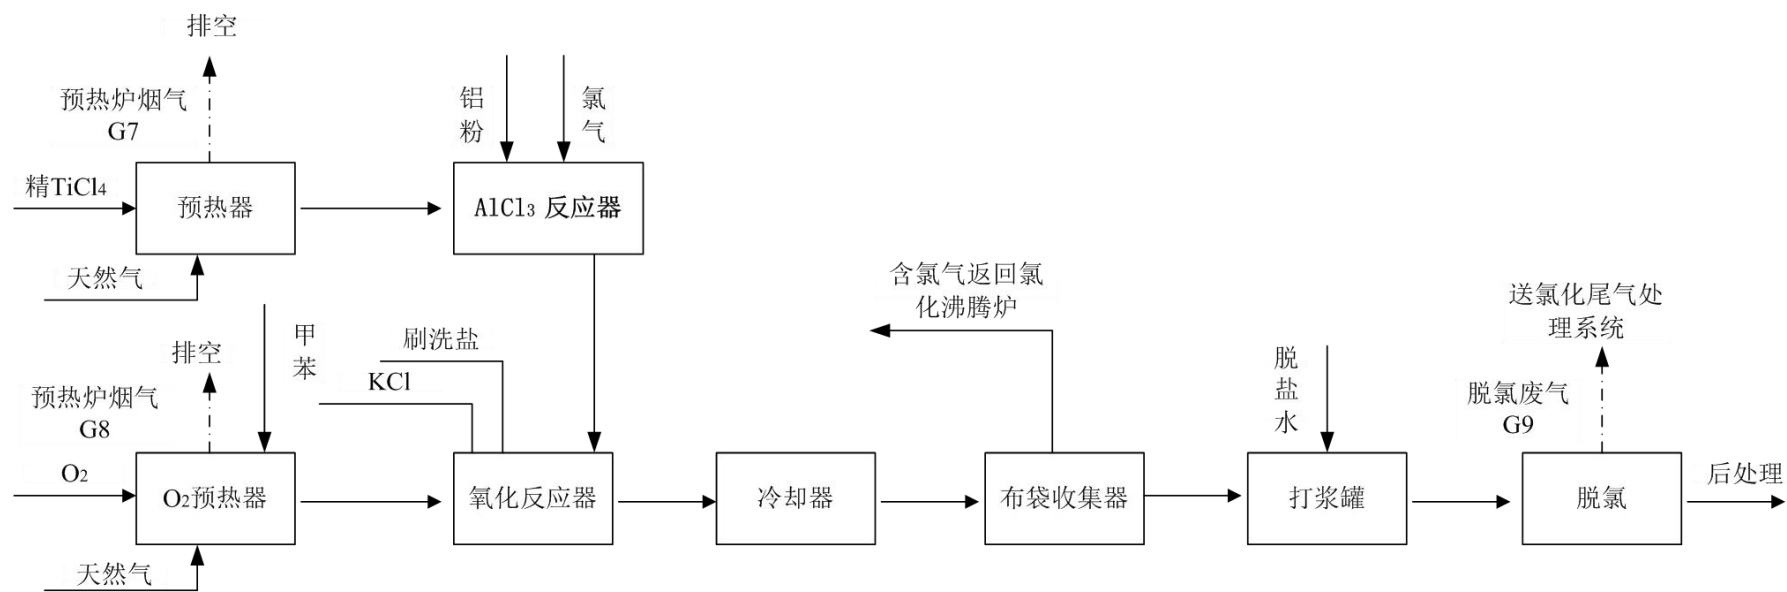 排空
预热炉烟气
G7
精TiCl4
预热器
天然气
铝粉
氯气
AlCl3 反应器
含氯气返回氯
化沸腾炉
送氯化尾气处
理系统
甲苯
刷洗盐
KCl
排空
预热炉烟气
G8
O2
O2预热器
天然气
氧化反应器
冷却器
布袋收集器
脱盐水
打浆罐
脱氯废气
G9
脱氯
后处理